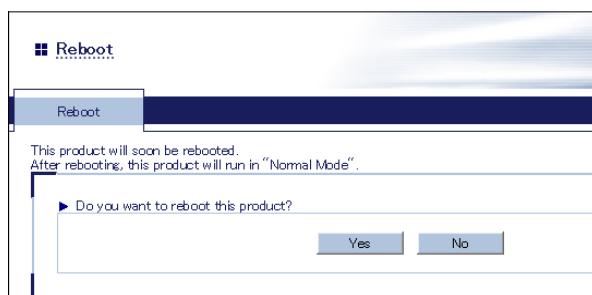 Reboot
Reboot
This product will soon be rebooted.
After rebooting, this product will run in "Normal Mode".
Do you want to reboot this product?
Yes No